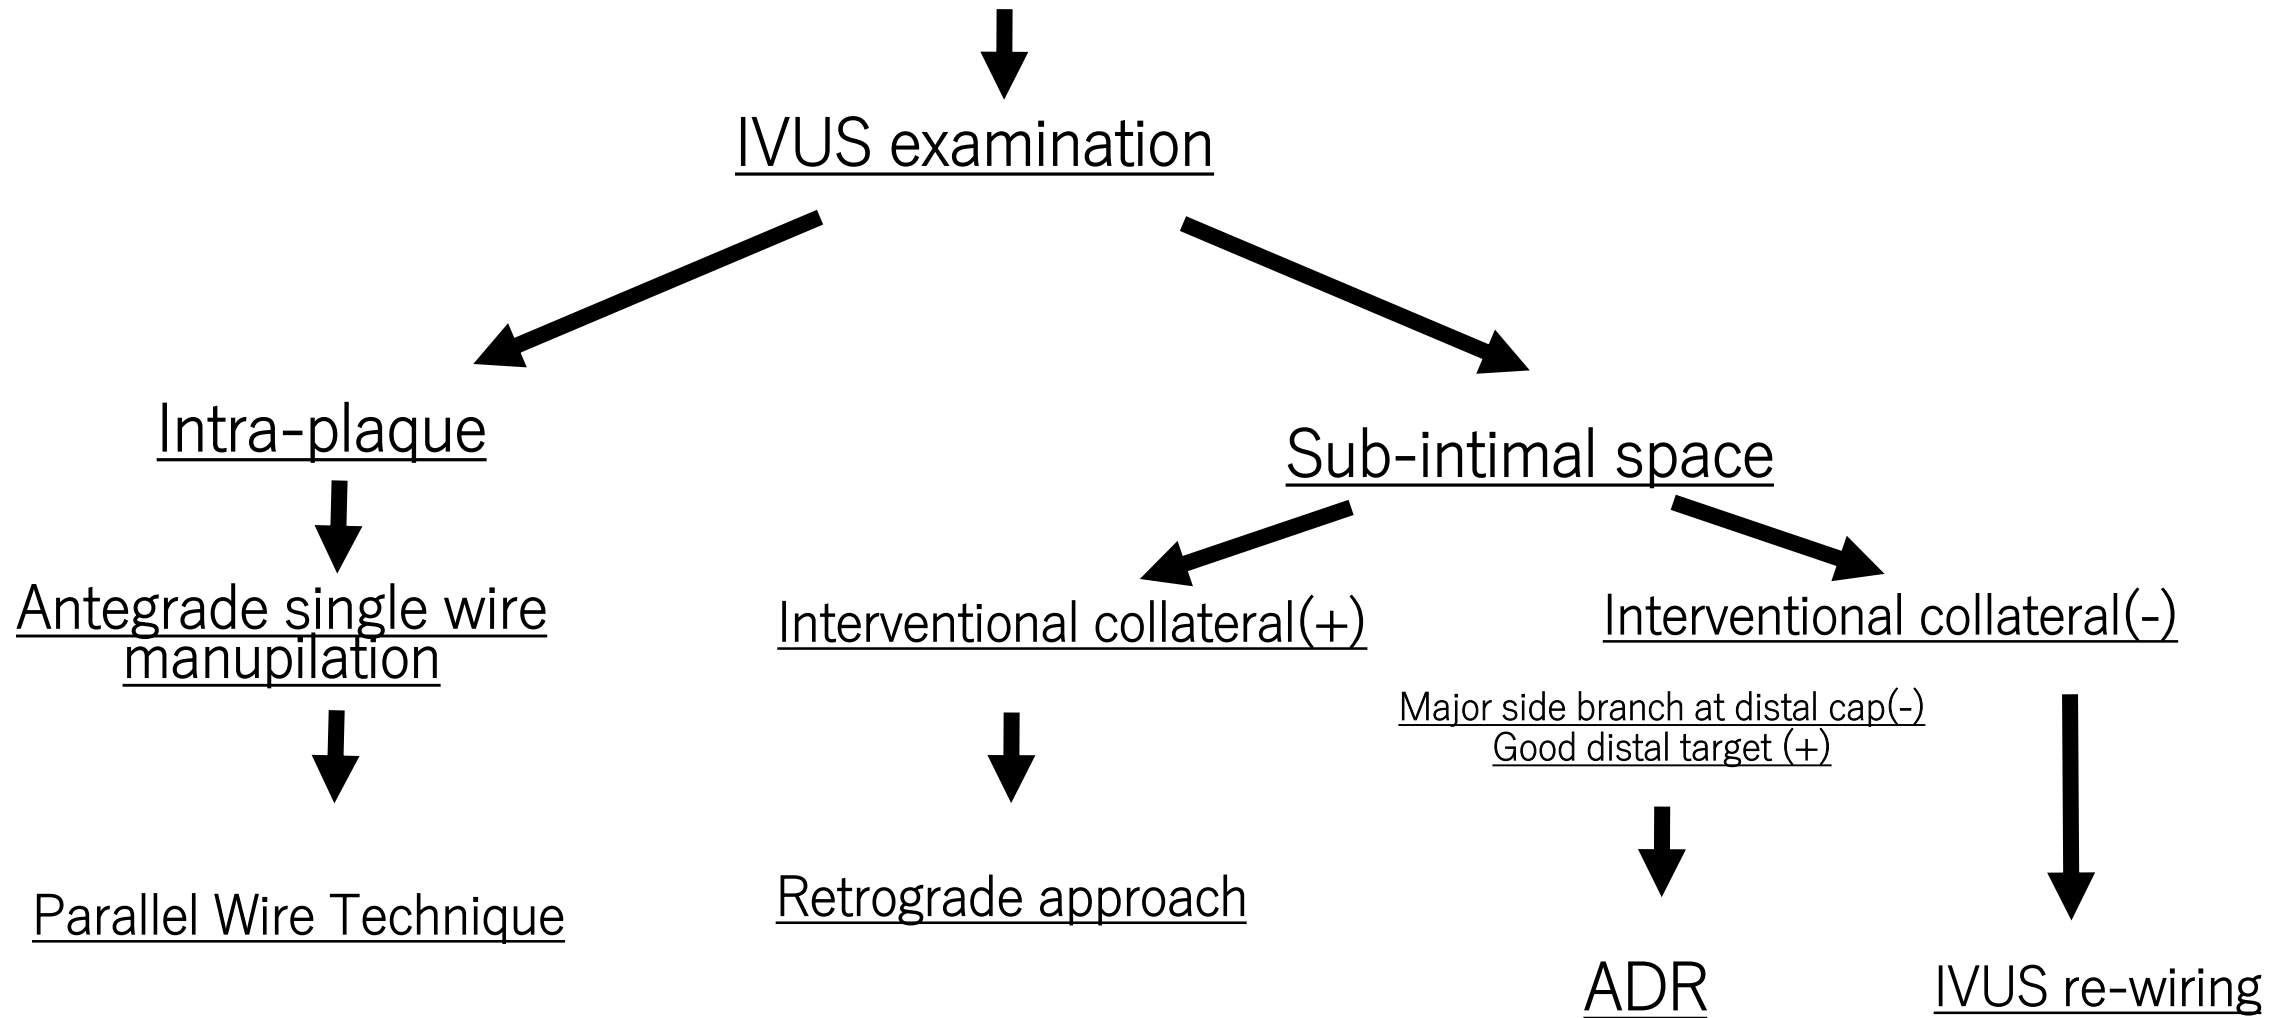 IVUS examination
Intra-plaque
Sub-intimal space
Antegrade single wire
manupilation
Interventional collateral(+)
Interventional collateral(-)
Major side branch at distal cap(-)
Good distal target (+)
Parallel Wire Technique
Retrograde approach
ADR
IVUS re-wiring